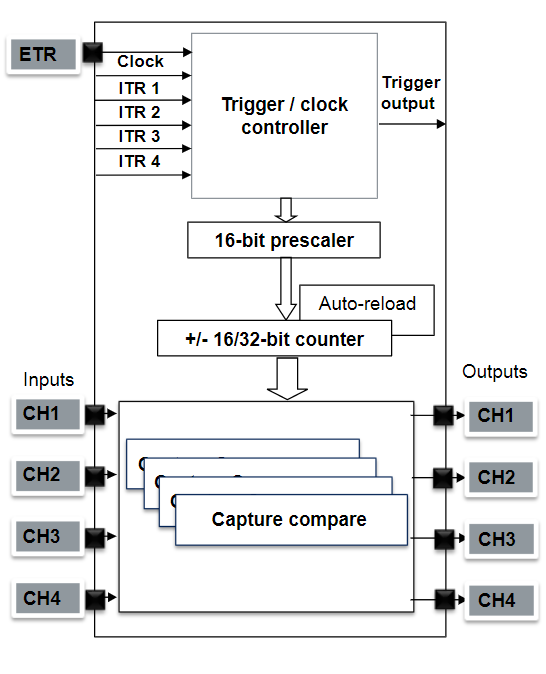 ETR
Clock
ITR 1
ITR 2
ITR 3
ITR 4
Trigger / clock
controller
Trigger
output
16-bit prescaler
Auto-reload
+/- 16/32-bit counter
Inputs
Outputs
CH1
CH1
CH2
CH2
CH3
CH3
CH4
CH4
Capture compare